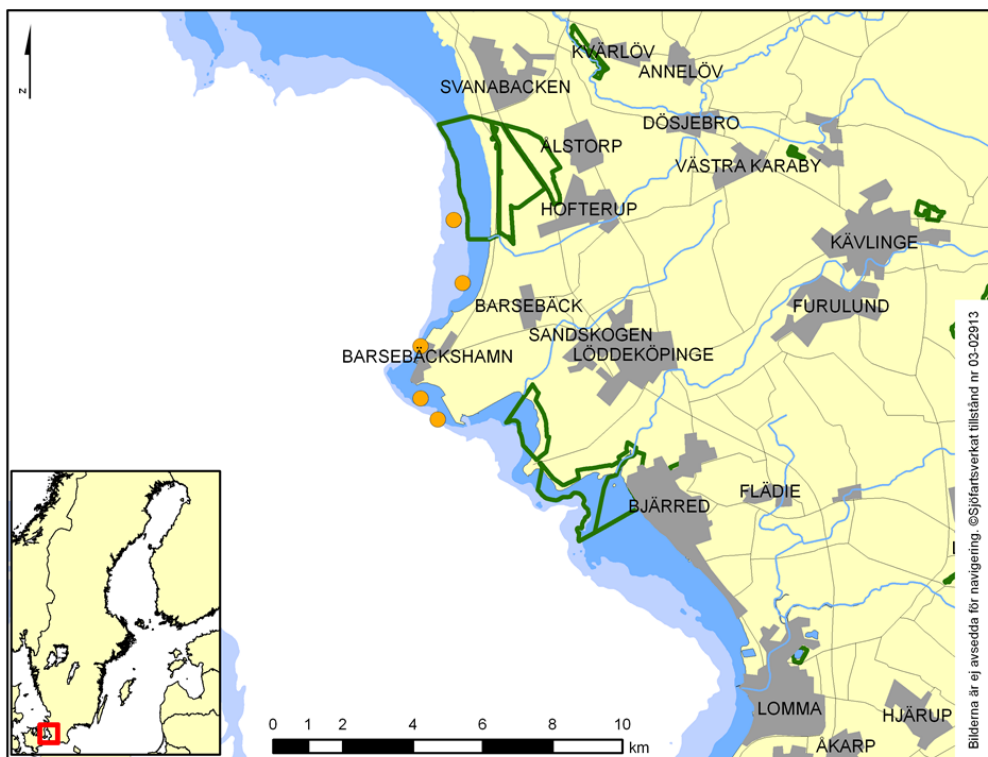 KVÄRLÖV
ANNELÖV
SVANABACKEN
z
DÖSJEBRO
ÅLSTORP
VÄSTRA KARABY
HOFTERUP
KÄVLINGE
BARSEBÄCK
FURULUND
SANDSKOGEN
BARSEBÄCKSHAMN
LÖDDEKÖPINGE
FLÄDIE
BJÄRRED
L
LOMMA
HJÄRUP
ÅKARP
0 1 2 4 6 8 10
km
Bilderna är ej avsedda för navigering. ©Sjöfartsverkat tillstånd nr 03-02913